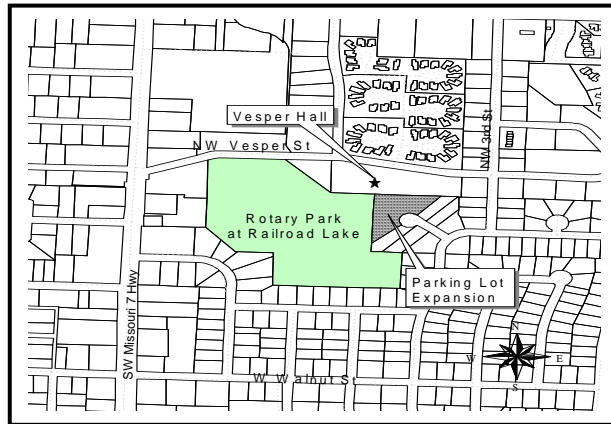 Vesper Hall
NW Vesper St
NW 3rd St
Rotary Park
at Railroad Lake
Parking Lot
Expansion
SW Missouri 7 Hwy
W Walnut St
N
W
E
S